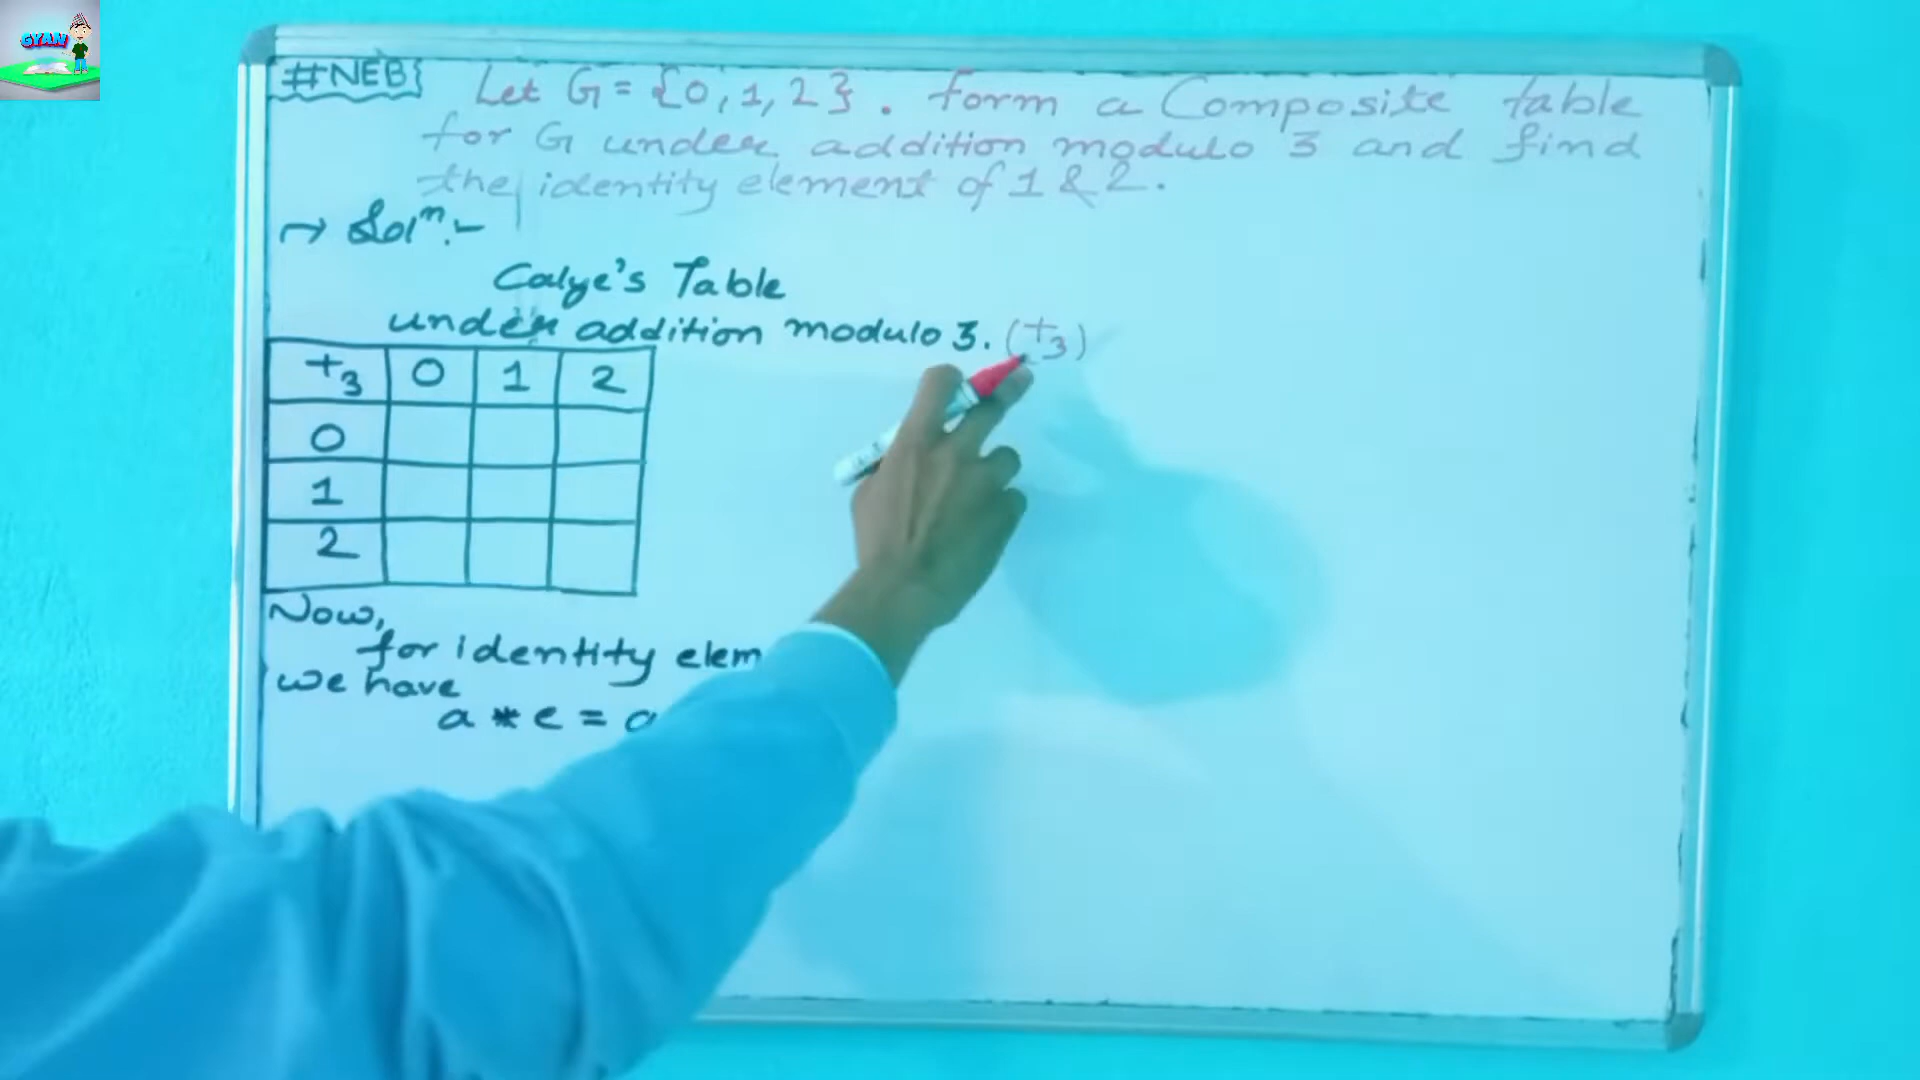 GYAN
#NEB} Let G = {0, 1, 2}. Form a Composite table
for G under addition modulo 3 and find
the identity element of 1 & 2.
→ Solⁿ:-
Calye's Table
under addition modulo 3. (+₃)
+₃ 0 1 2
0
1
2
Now,
for identity elem
we have
a * e = a